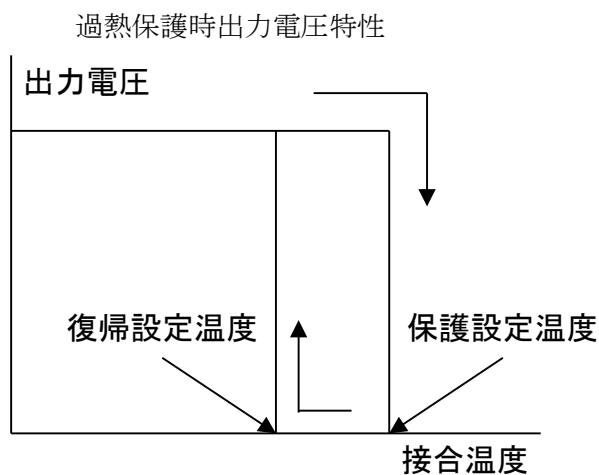 過熱保護時出力電圧特性
出力電圧
復帰設定温度
保護設定温度
接合温度